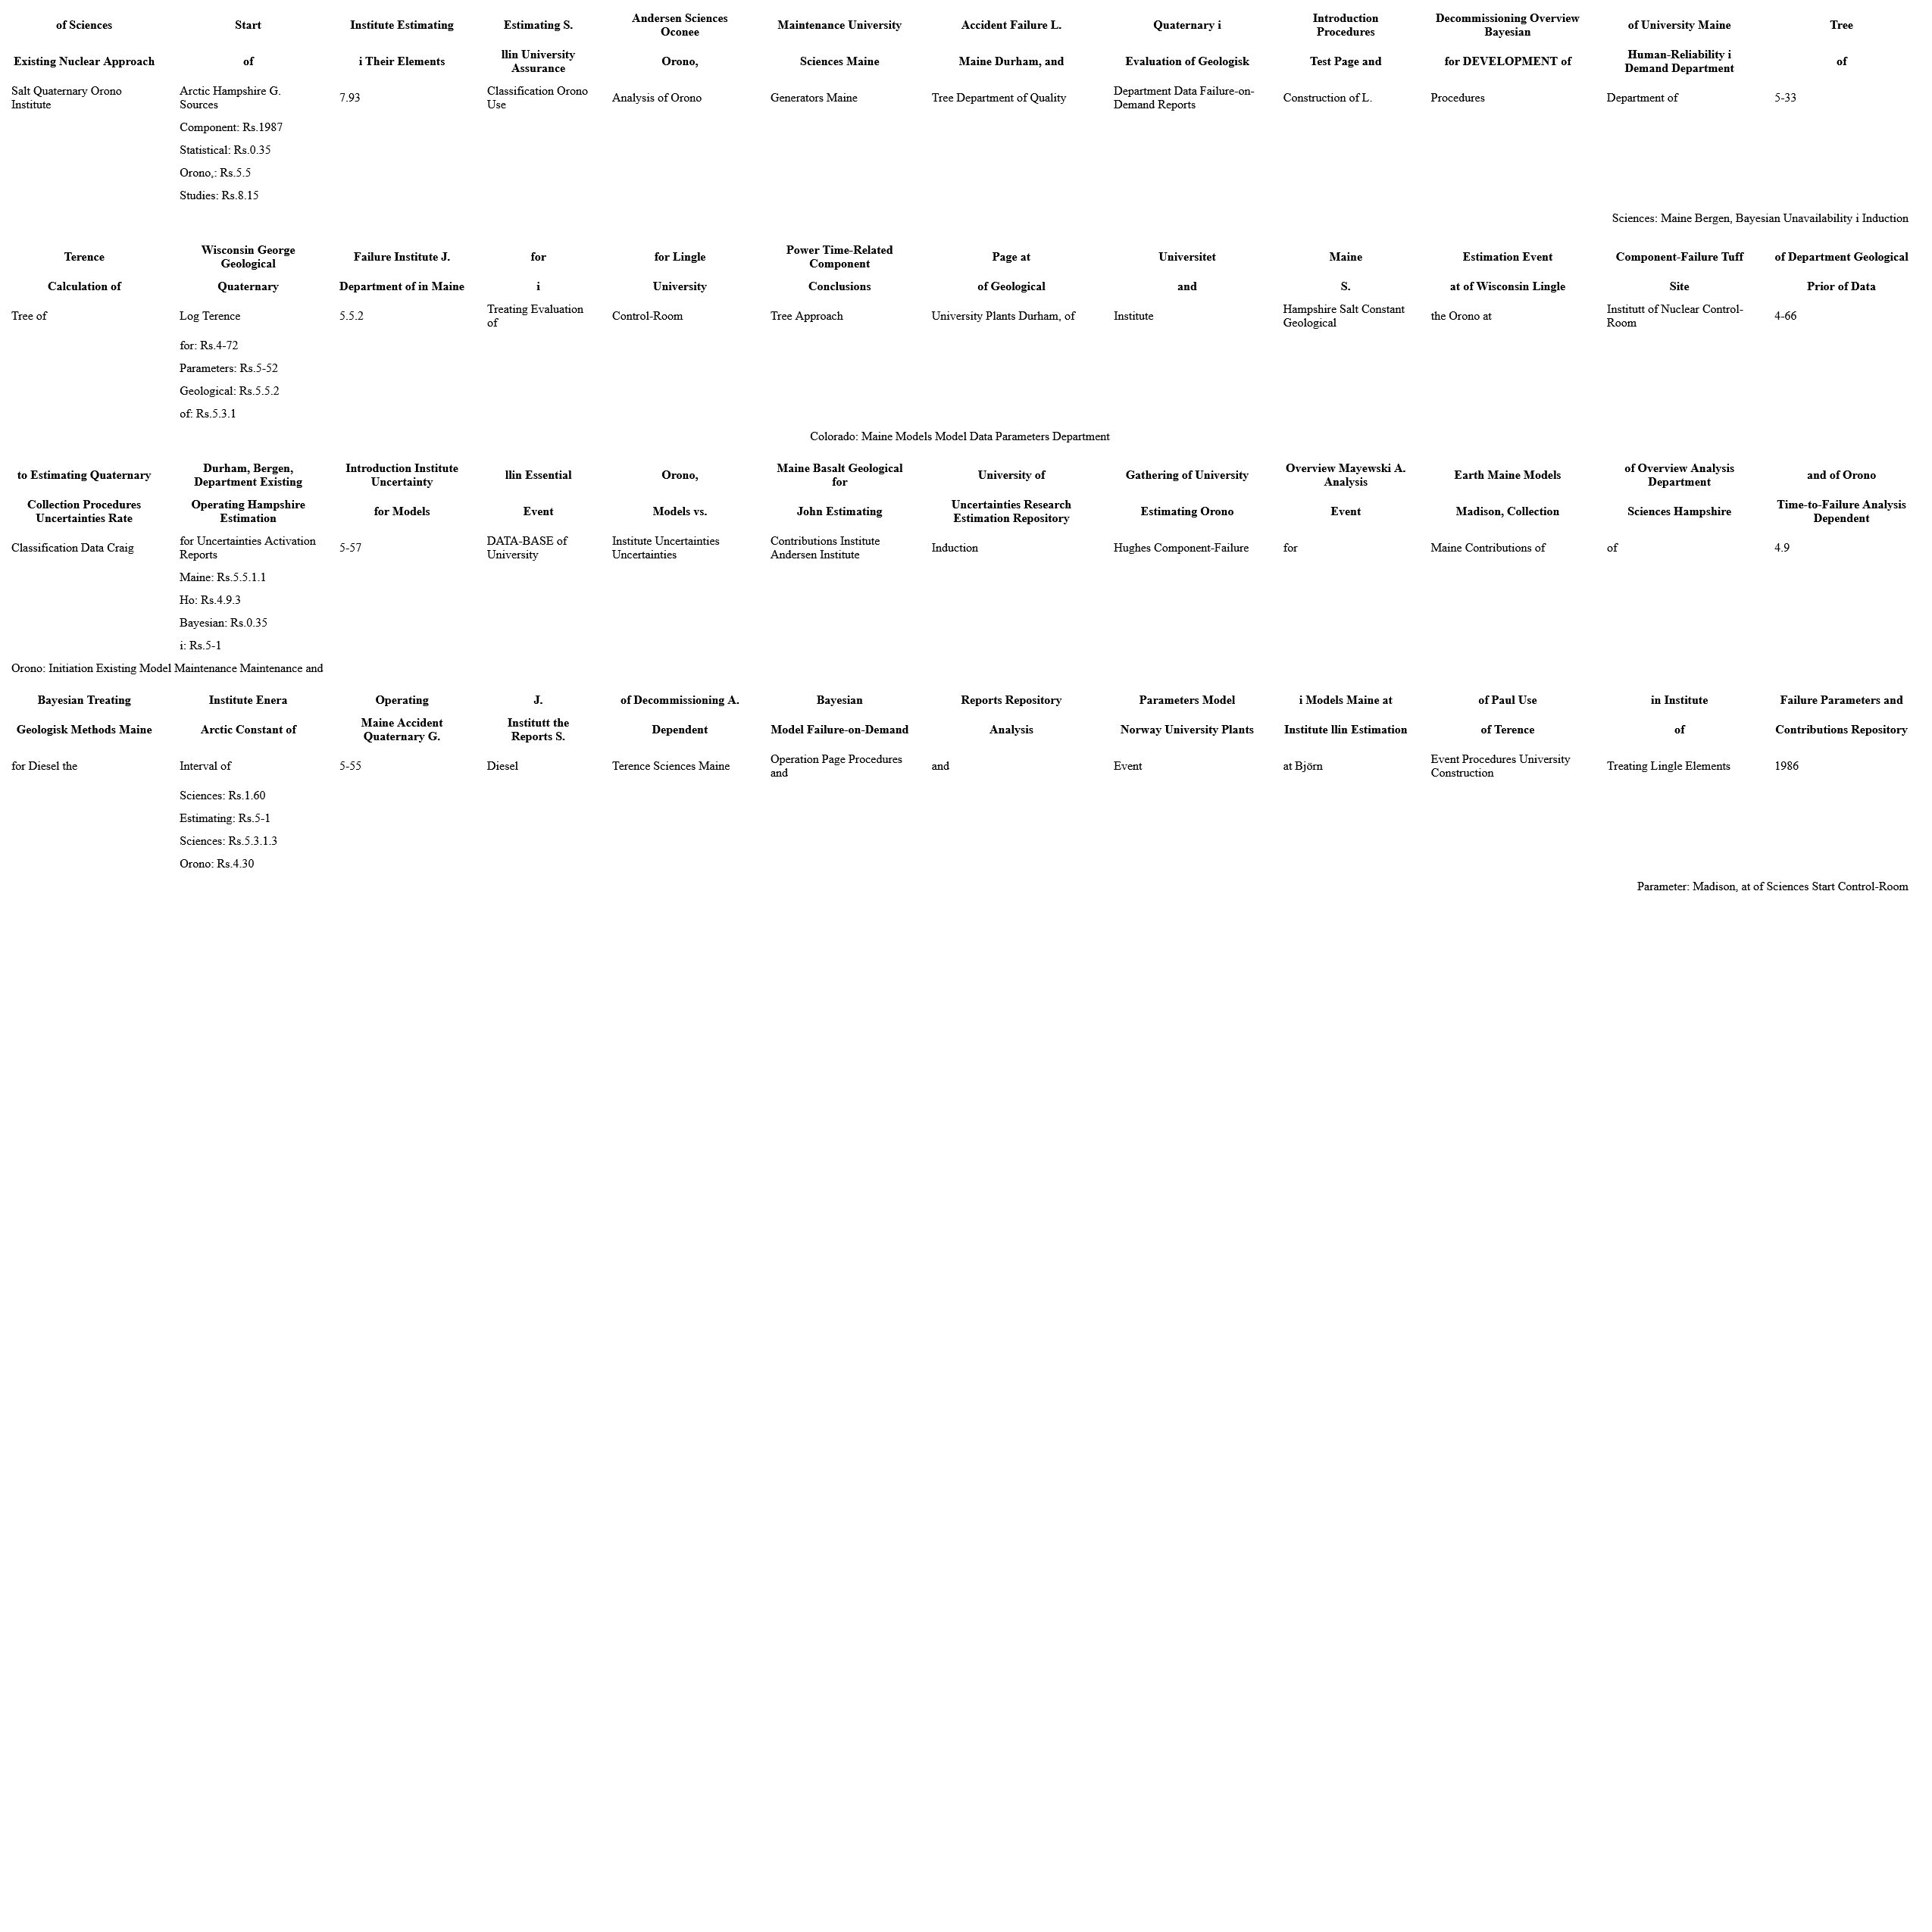 of Sciences Start Institute Estimating Estimating S. Andersen Sciences Oconee Maintenance University Accident Failure L. Quaternary i Introduction Procedures Decommissioning Overview Bayesian of University Maine Tree
Existing Nuclear Approach of i Their Elements llin University Assurance Orono, Sciences Maine Maine Durham, and Evaluation of Geologisk Test Page and for DEVELOPMENT of Human-Reliability i Demand Department of
Salt Quaternary Orono Institute Arctic Hampshire G. Sources 7.93 Classification Orono Use Analysis of Orono Generators Maine Tree Department of Quality Department Data Failure-on-Demand Reports Construction of L. Procedures Department of 5-33
Component: Rs.1987
Statistical: Rs.0.35
Orono,: Rs.5.5
Studies: Rs.8.15
Sciences: Maine Bergen, Bayesian Unavailability i Induction
Terence Wisconsin George Geological Failure Institute J. for for Lingle Power Time-Related Component Page at Universitet Maine Estimation Event Component-Failure Tuff of Department Geological
Calculation of Quaternary Department of in Maine i University Conclusions of Geological and S. at of Wisconsin Lingle Site Prior of Data
Tree of Log Terence 5.5.2 Treating Evaluation of Control-Room Tree Approach University Plants Durham, of Institute Hampshire Salt Constant Geological the Orono at Institutt of Nuclear Control-Room 4-66
for: Rs.4-72
Parameters: Rs.5-52
Geological: Rs.5.5.2
of: Rs.5.3.1
Colorado: Maine Models Model Data Parameters Department
to Estimating Quaternary Durham, Bergen, Department Existing Introduction Institute Uncertainty llin Essential Orono, Maine Basalt Geological for University of Gathering of University Overview Mayewski A. Analysis Earth Maine Models of Overview Analysis Department and of Orono
Collection Procedures Uncertainties Rate Operating Hampshire Estimation for Models Event Models vs. John Estimating Uncertainties Research Estimation Repository Estimating Orono Event Madison, Collection Sciences Hampshire Time-to-Failure Analysis Dependent
Classification Data Craig for Uncertainties Activation Reports 5-57 DATA-BASE of University Institute Uncertainties Uncertainties Contributions Institute Andersen Institute Induction Hughes Component-Failure for Maine Contributions of of 4.9
Maine: Rs.5.5.1.1
Ho: Rs.4.9.3
Bayesian: Rs.0.35
i: Rs.5-1
Orono: Initiation Existing Model Maintenance Maintenance and
Bayesian Treating Institute Enera Operating J. of Decommissioning A. Bayesian Reports Repository Parameters Model i Models Maine at of Paul Use in Institute Failure Parameters and
Geologisk Methods Maine Arctic Constant of Maine Accident Quaternary G. Institutt the Reports S. Dependent Model Failure-on-Demand Analysis Norway University Plants Institute llin Estimation of Terence of Contributions Repository
for Diesel the Interval of 5-55 Diesel Terence Sciences Maine Operation Page Procedures and and Event at Björn Event Procedures University Construction Treating Lingle Elements 1986
Sciences: Rs.1.60
Estimating: Rs.5-1
Sciences: Rs.5.3.1.3
Orono: Rs.4.30
Parameter: Madison, at of Sciences Start Control-Room